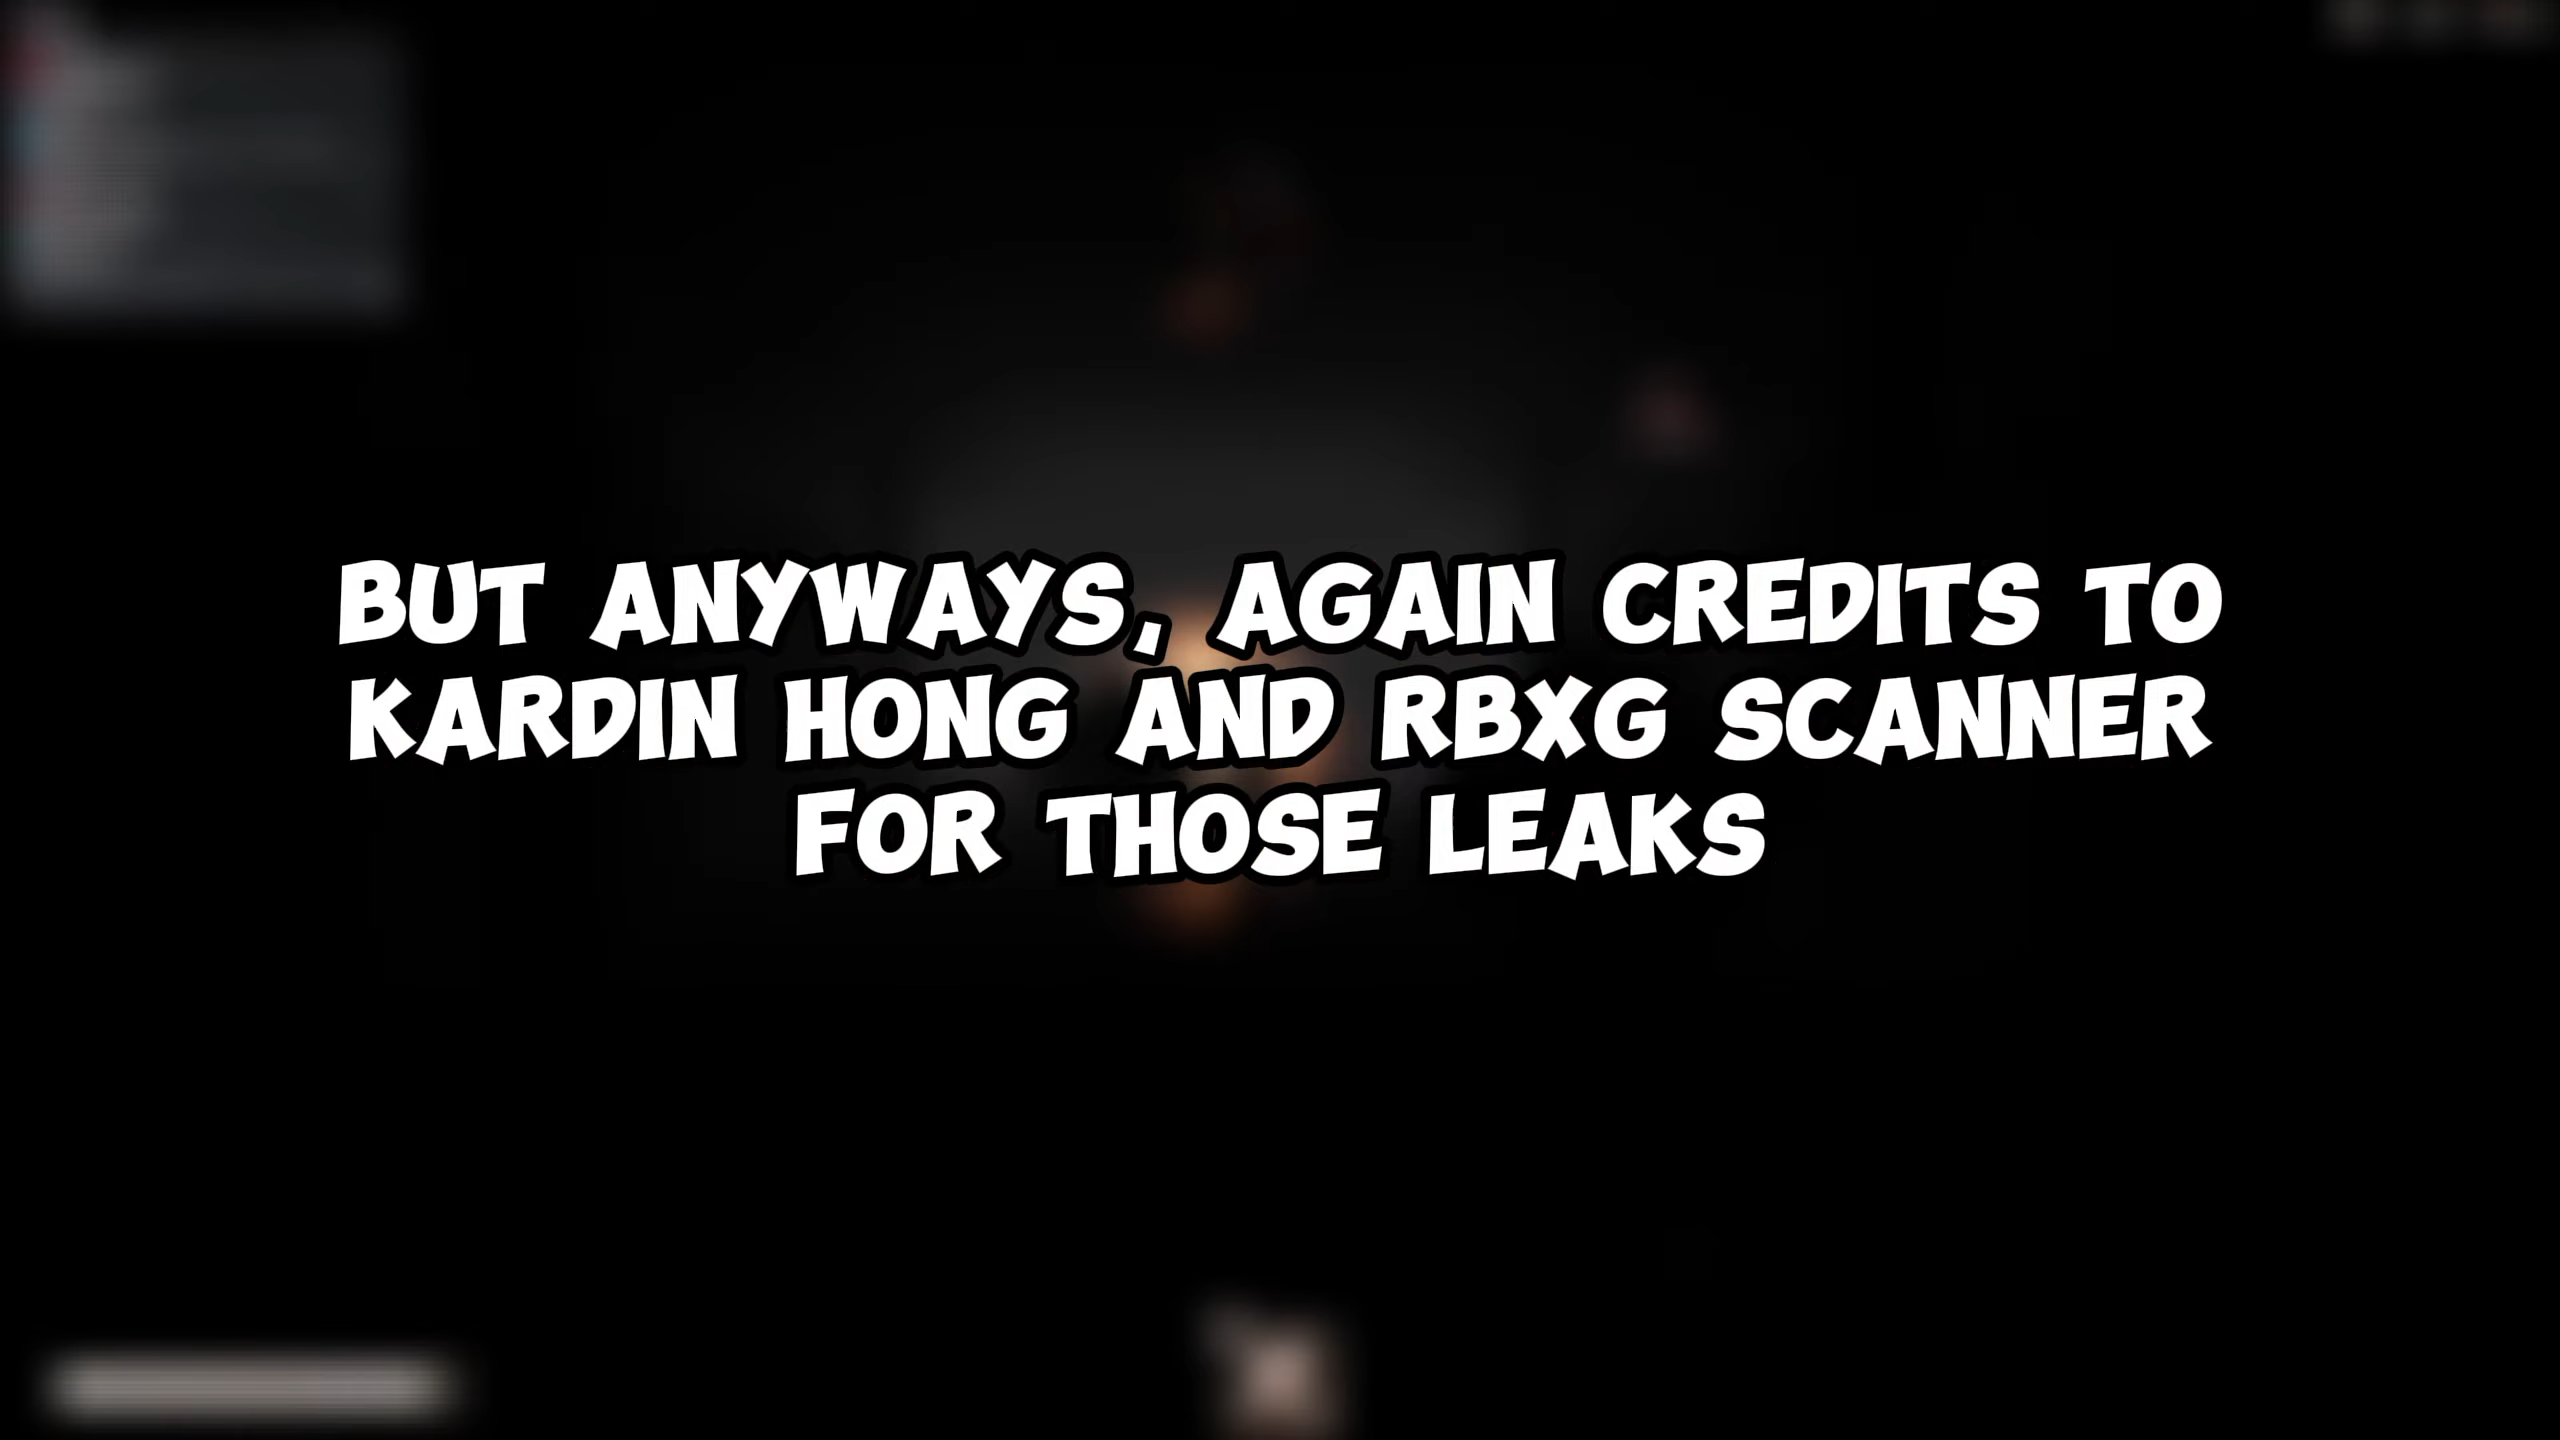 BUT ANYWAYS, AGAIN CREDITS TO
KARDIN HONG AND RBXG SCANNER
FOR THOSE LEAKS